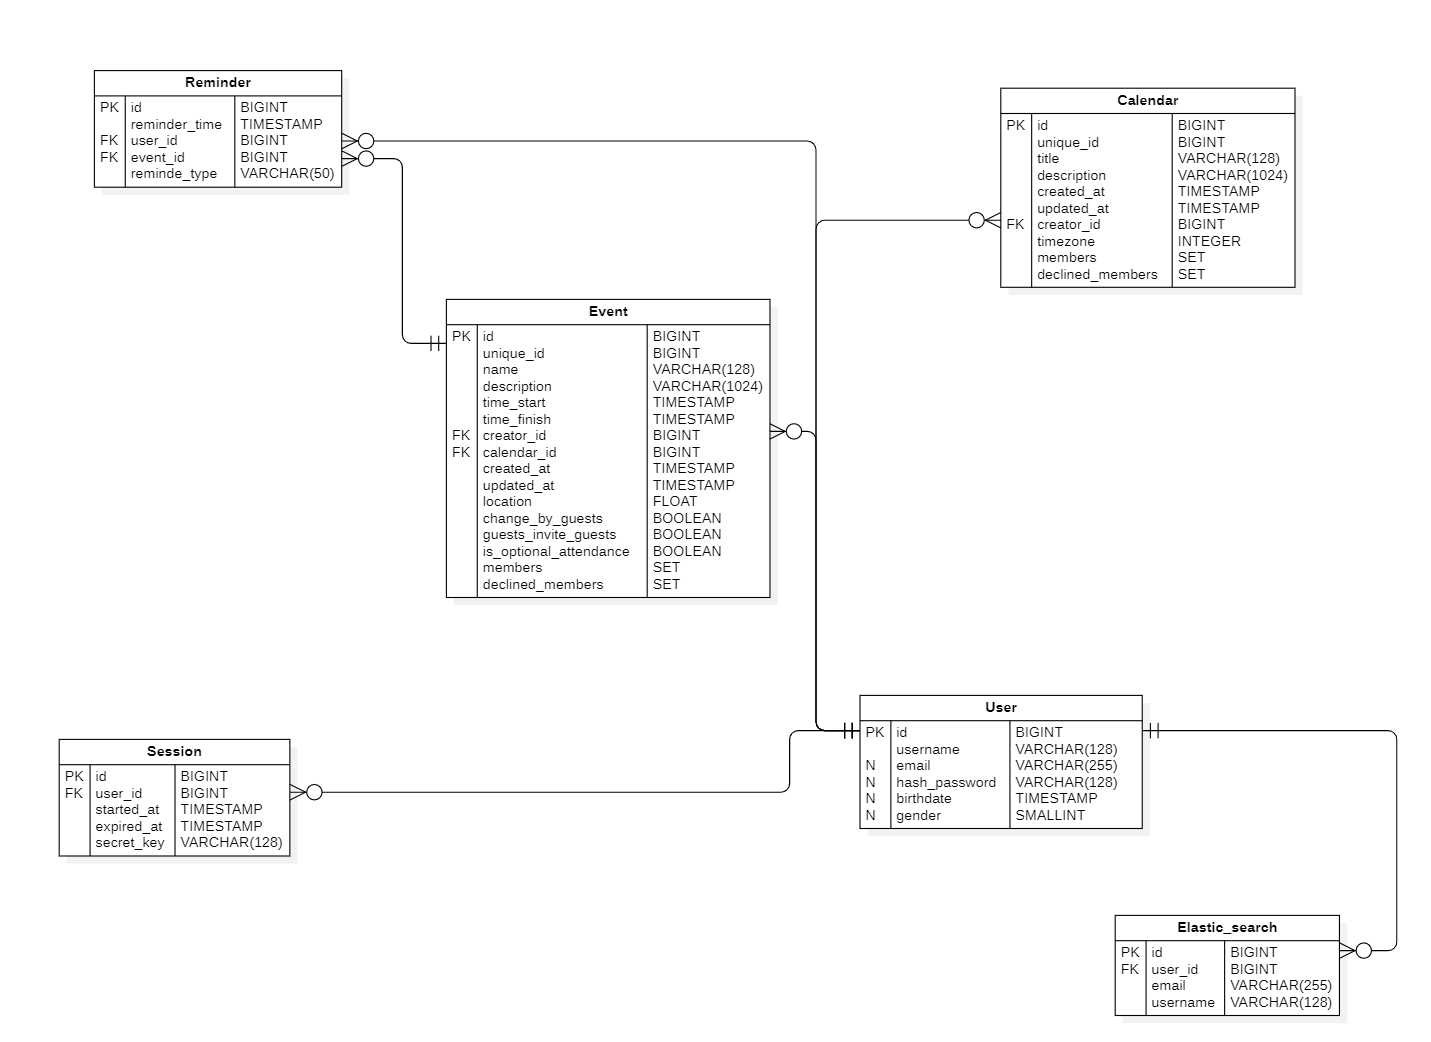 Reminder
PK id BIGINT
reminder_time TIMESTAMP
FK user_id BIGINT
FK event_id BIGINT
reminde_type VARCHAR(50)
Calendar
PK id BIGINT
unique_id BIGINT
title VARCHAR(128)
description VARCHAR(1024)
created_at TIMESTAMP
updated_at TIMESTAMP
FK creator_id BIGINT
timezone INTEGER
members SET
declined_members SET
Event
PK id BIGINT
unique_id BIGINT
name VARCHAR(128)
description VARCHAR(1024)
time_start TIMESTAMP
time_finish TIMESTAMP
FK creator_id BIGINT
FK calendar_id BIGINT
created_at TIMESTAMP
updated_at TIMESTAMP
location FLOAT
change_by_guests BOOLEAN
guests_invite_guests BOOLEAN
is_optional_attendance BOOLEAN
members SET
declined_members SET
User
PK id BIGINT
username VARCHAR(128)
N email VARCHAR(255)
N hash_password VARCHAR(128)
N birthdate TIMESTAMP
N gender SMALLINT
Session
PK id BIGINT
FK user_id BIGINT
started_at TIMESTAMP
expired_at TIMESTAMP
secret_key VARCHAR(128)
Elastic_search
PK id BIGINT
FK user_id BIGINT
email VARCHAR(255)
username VARCHAR(128)